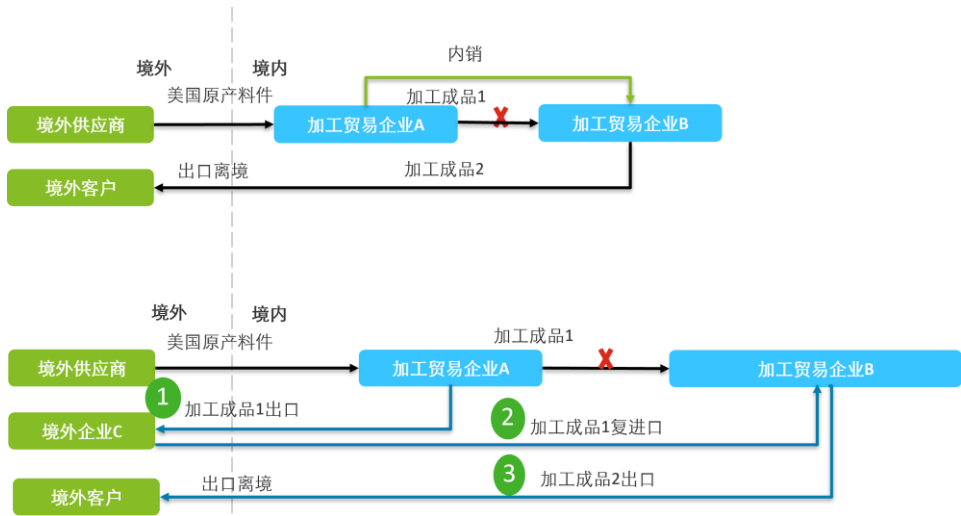 内销
境外
境内
美国原产料件
加工成品1
境外供应商
加工贸易企业A
加工贸易企业B
出口离境
加工成品2
境外客户
境外
境内
美国原产料件
加工成品1
境外供应商
加工贸易企业A
加工贸易企业B
1
加工成品1出口
2
加工成品1复进口
境外企业C
3
出口离境
加工成品2出口
境外客户